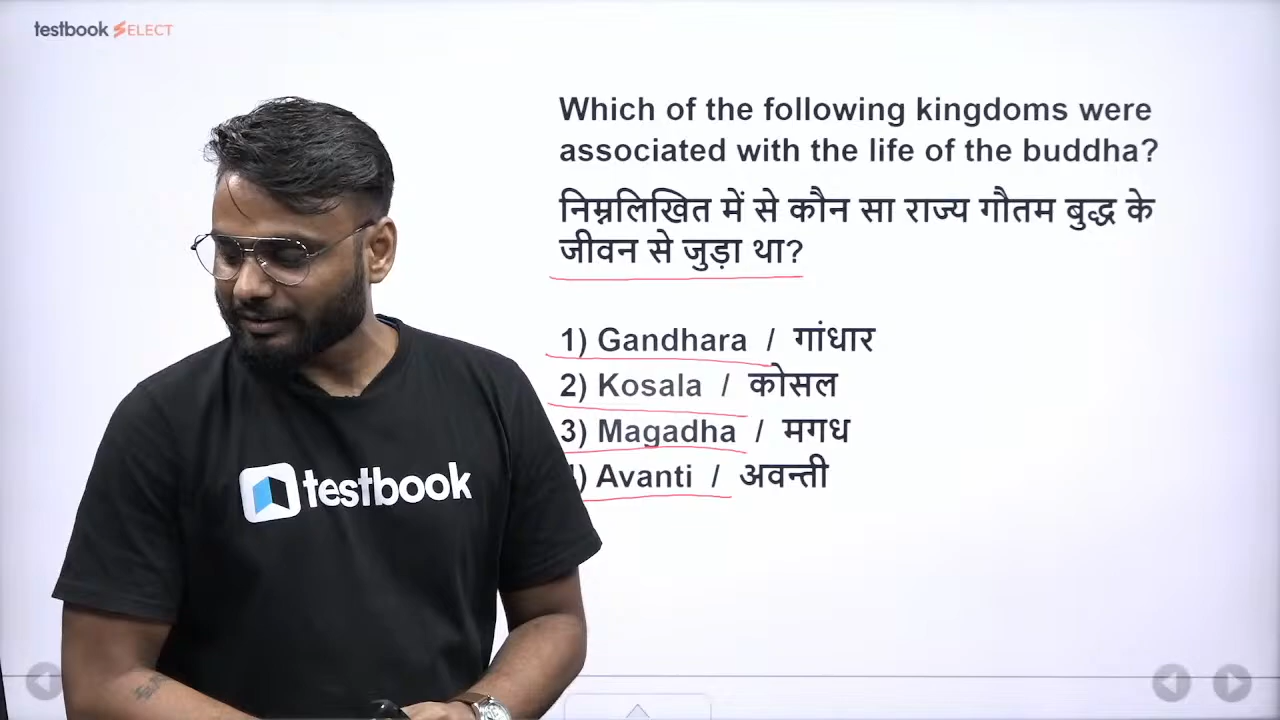 testbook SELECT
Which of the following kingdoms were
associated with the life of the buddha?
निम्नलिखित में से कौन सा राज्य गौतम बुद्ध के
जीवन से जुड़ा था?
1) Gandhara / गांधार
2) Kosala / कोसल
3) Magadha / मगध
) Avanti / अवन्ती
testbook